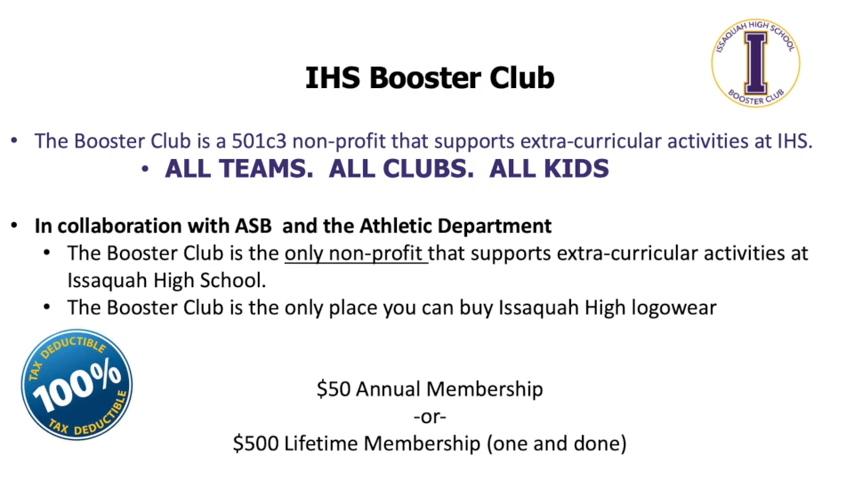 ISSAQUAH HIGH SCHOOL
I
BOOSTER CLUB
IHS Booster Club
• The Booster Club is a 501c3 non-profit that supports extra-curricular activities at IHS.
• ALL TEAMS. ALL CLUBS. ALL KIDS
• In collaboration with ASB and the Athletic Department
• The Booster Club is the only non-profit that supports extra-curricular activities at
Issaquah High School.
• The Booster Club is the only place you can buy Issaquah High logowear
TAX DEDUCTIBLE
100%
TAX DEDUCTIBLE
$50 Annual Membership
-or-
$500 Lifetime Membership (one and done)